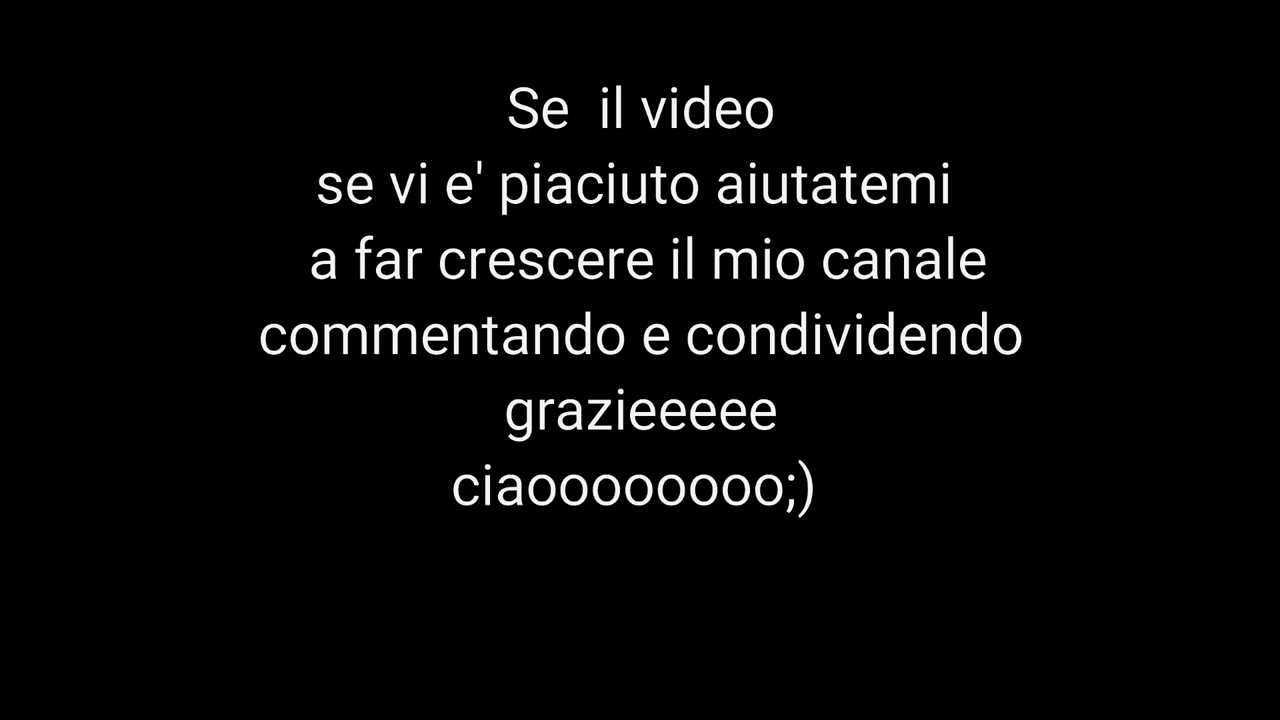 Se  il video
se vi e' piaciuto aiutatemi
a far crescere il mio canale
commentando e condividendo
grazieeeee
ciaoooooooo;)